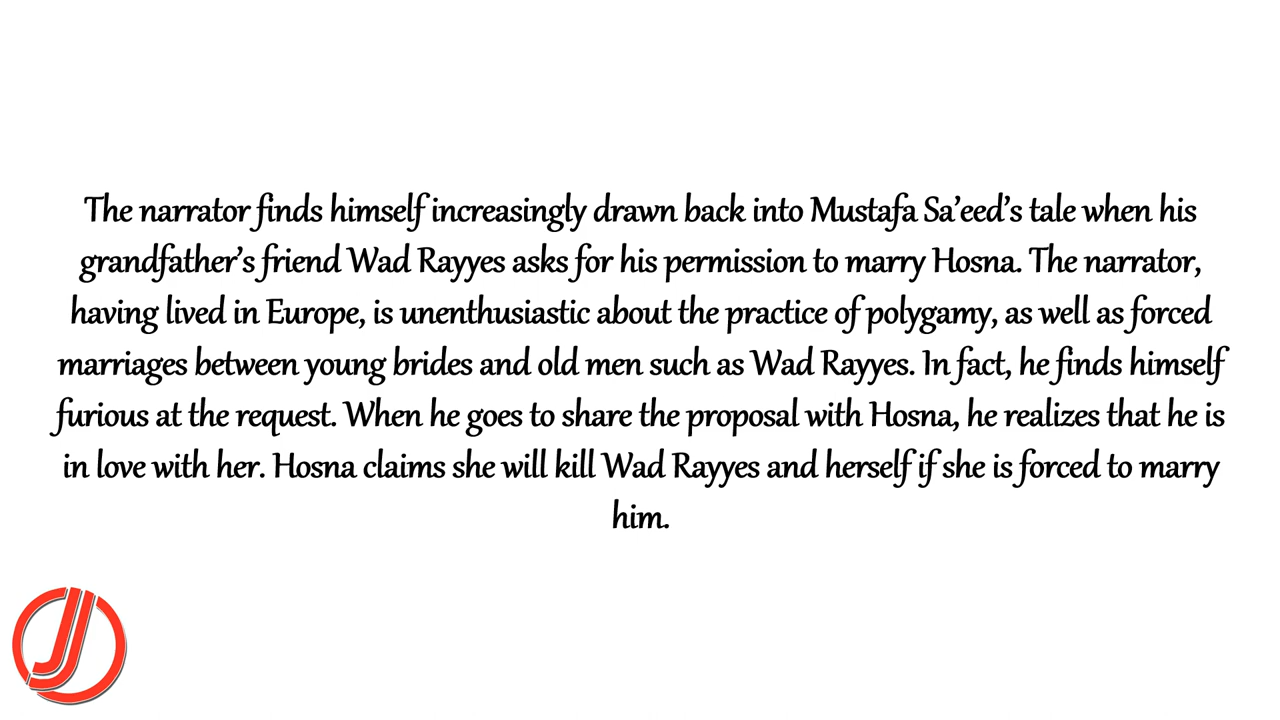 The narrator finds himself increasingly drawn back into Mustafa Sa’eed’s tale when his
grandfather’s friend Wad Rayyes asks for his permission to marry Hosna. The narrator,
having lived in Europe, is unenthusiastic about the practice of polygamy, as well as forced
marriages between young brides and old men such as Wad Rayyes. In fact, he finds himself
furious at the request. When he goes to share the proposal with Hosna, he realizes that he is
in love with her. Hosna claims she will kill Wad Rayyes and herself if she is forced to marry
him.